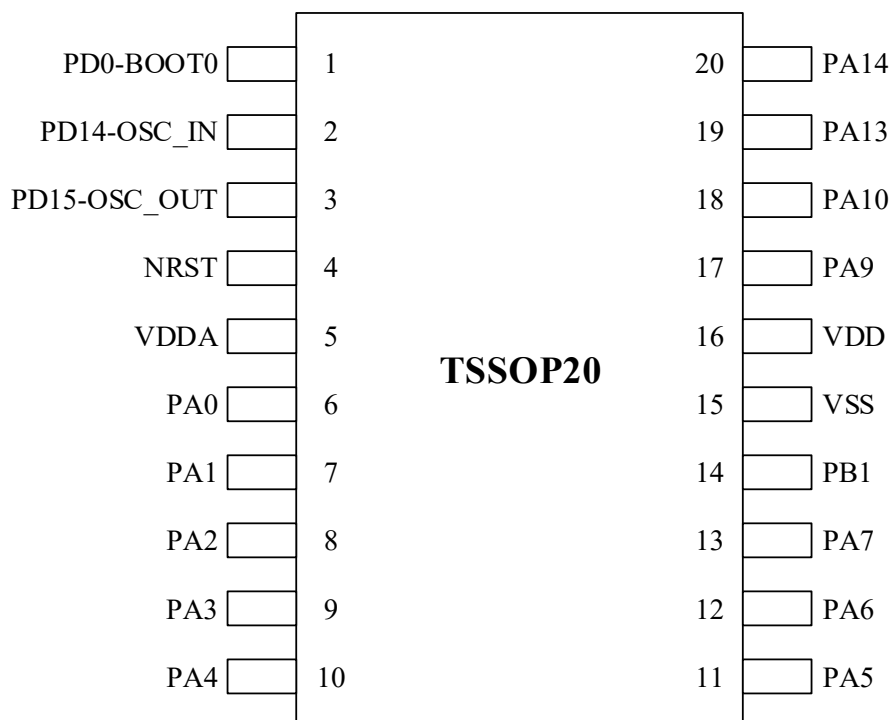 PD0-BOOT0 1 20 PA14
PD14-OSC_IN 2 19 PA13
PD15-OSC_OUT 3 18 PA10
NRST 4 17 PA9
VDDA 5 16 VDD
TSSOP20
PA0 6 15 VSS
PA1 7 14 PB1
PA2 8 13 PA7
PA3 9 12 PA6
PA4 10 11 PA5